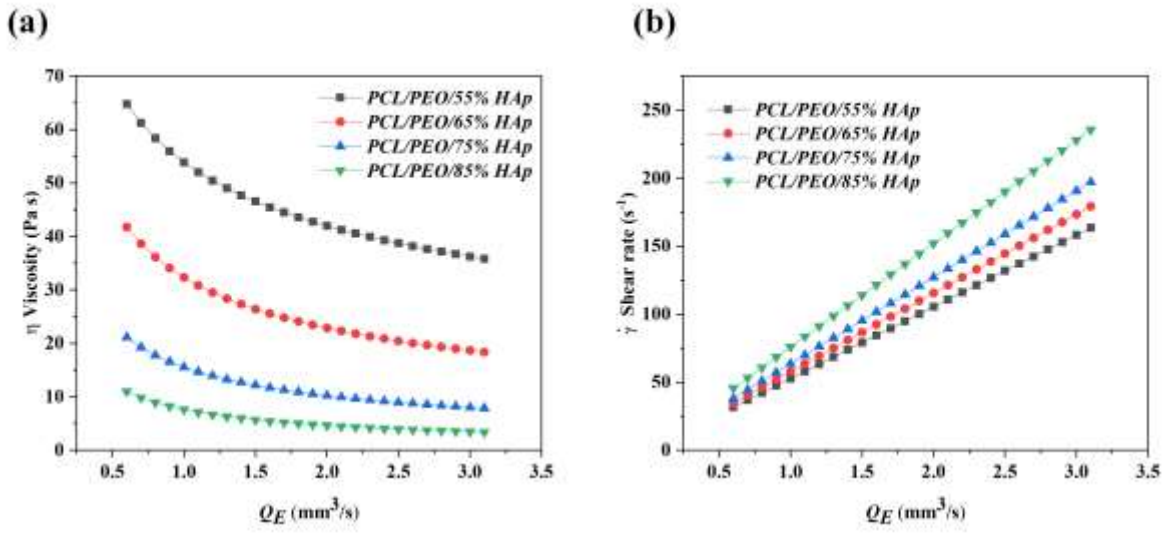 (a)
70
60
50
40
30
20
10
0
η Viscosity (Pa s)
PCL/PEO/55% HAp
PCL/PEO/65% HAp
PCL/PEO/75% HAp
PCL/PEO/85% HAp
0.5 1.0 1.5 2.0 2.5 3.0 3.5
Q_E (mm³/s)
(b)
250
200
150
100
50
0
γ̇ Shear rate (s⁻¹)
PCL/PEO/55% HAp
PCL/PEO/65% HAp
PCL/PEO/75% HAp
PCL/PEO/85% HAp
0.5 1.0 1.5 2.0 2.5 3.0 3.5
Q_E (mm³/s)